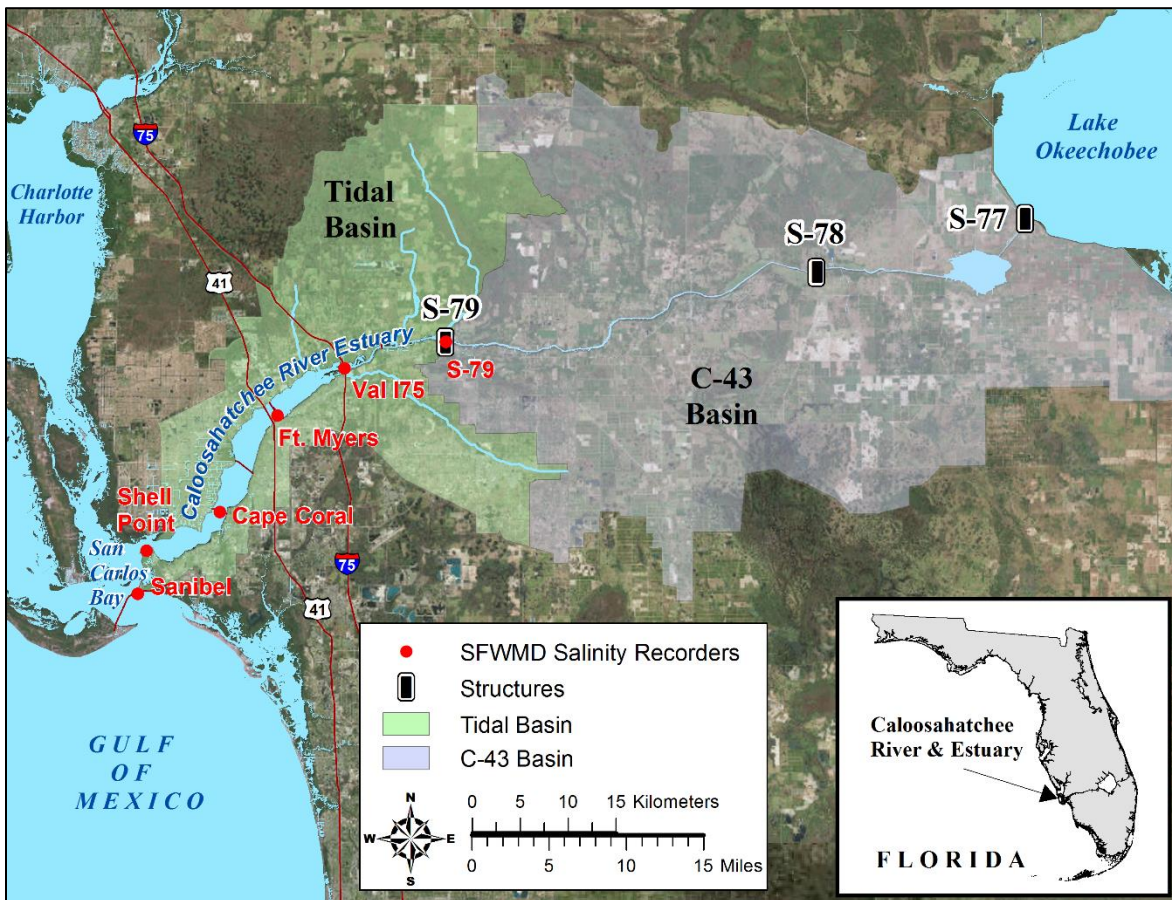 75
Lake
Okeechobee
Charlotte
Harbor
Tidal
Basin
S-77
S-78
41
S-79
S-79
Caloosahatchee River Estuary
Val I75
C-43
Basin
Ft. Myers
Shell
Point
Cape Coral
San
Carlos
Bay
Sanibel
75
41
GULF
OF
MEXICO
SFWMD Salinity Recorders
Structures
Tidal Basin
C-43 Basin
N
W E
S
0 5 10 15 Kilometers
0 5 10 15 Miles
Caloosahatchee
River & Estuary
FLORIDA